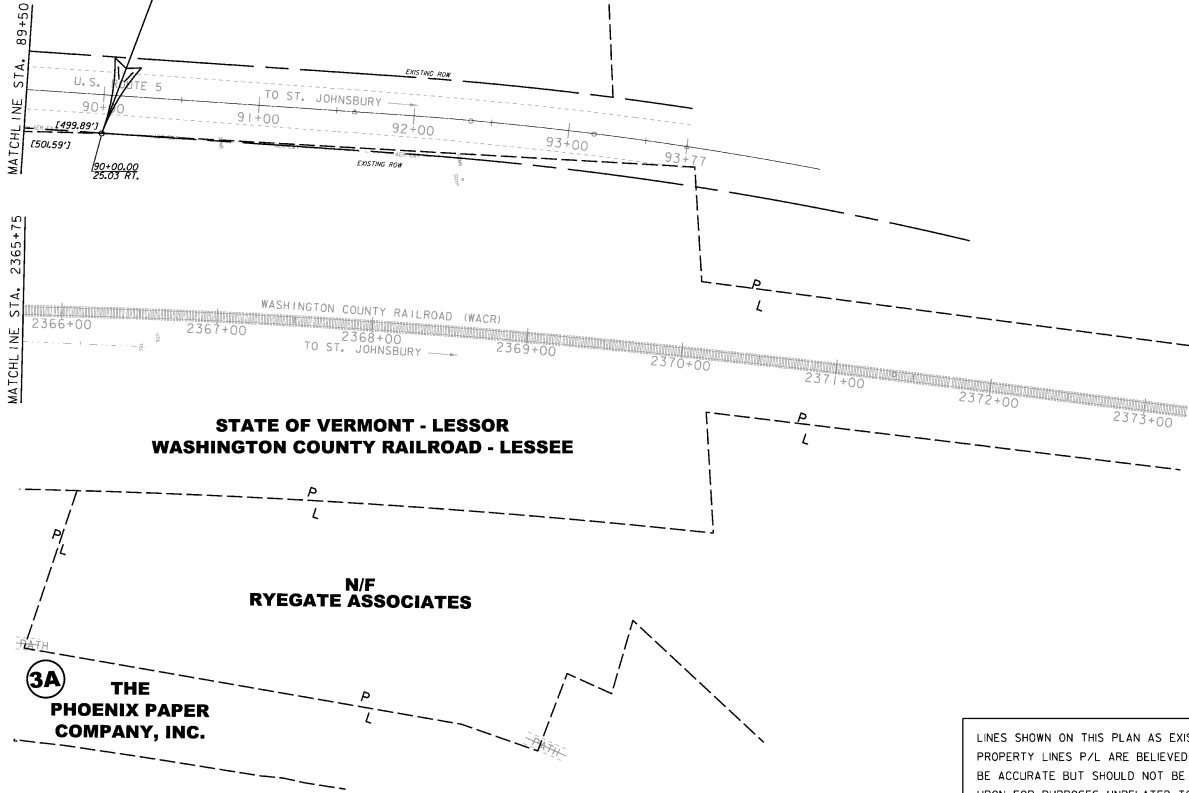 MATCHLINE STA. 89+50
EXISTING ROW
U.S. ROUTE 5
TO ST. JOHNSBURY
90+00
91+00
92+00
93+00
93+77
[499.89']
[501.59']
90+00.00
25.03 RT.
EXISTING ROW
MATCHLINE STA. 2365+75
P
L
WASHINGTON COUNTY RAILROAD (WACR)
2366+00
2367+00
2368+00
2369+00
2370+00
2371+00
2372+00
2373+00
TO ST. JOHNSBURY
STATE OF VERMONT - LESSOR
WASHINGTON COUNTY RAILROAD - LESSEE
P
L
P
L
P
L
N/F
RYEGATE ASSOCIATES
PATH
3A
THE
PHOENIX PAPER
COMPANY, INC.
P
L
PATH
LINES SHOWN ON THIS PLAN AS EXIS
PROPERTY LINES P/L ARE BELIEVED
BE ACCURATE BUT SHOULD NOT BE
UPON FOR PURPOSES UNRELATED TO